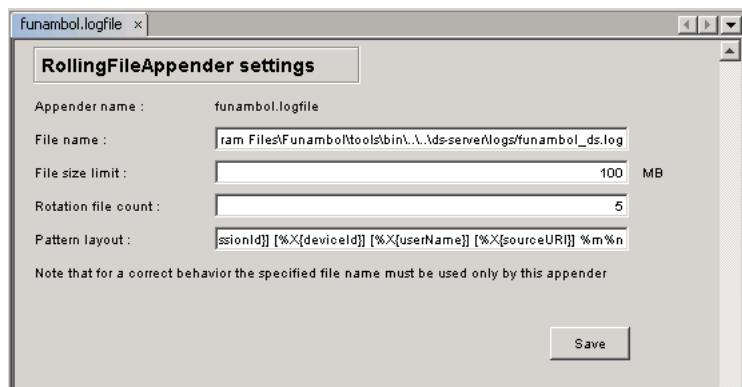 funambol.logfile ×
RollingFileAppender settings
Appender name : funambol.logfile
File name : ram Files\Funambol\tools\bin\..\..\ds-server\logs/funambol_ds.log
File size limit : 100 MB
Rotation file count : 5
Pattern layout : ssionId}] [%X{deviceId}] [%X{userName}] [%X{sourceURI}] %m%n
Note that for a correct behavior the specified file name must be used only by this appender
Save